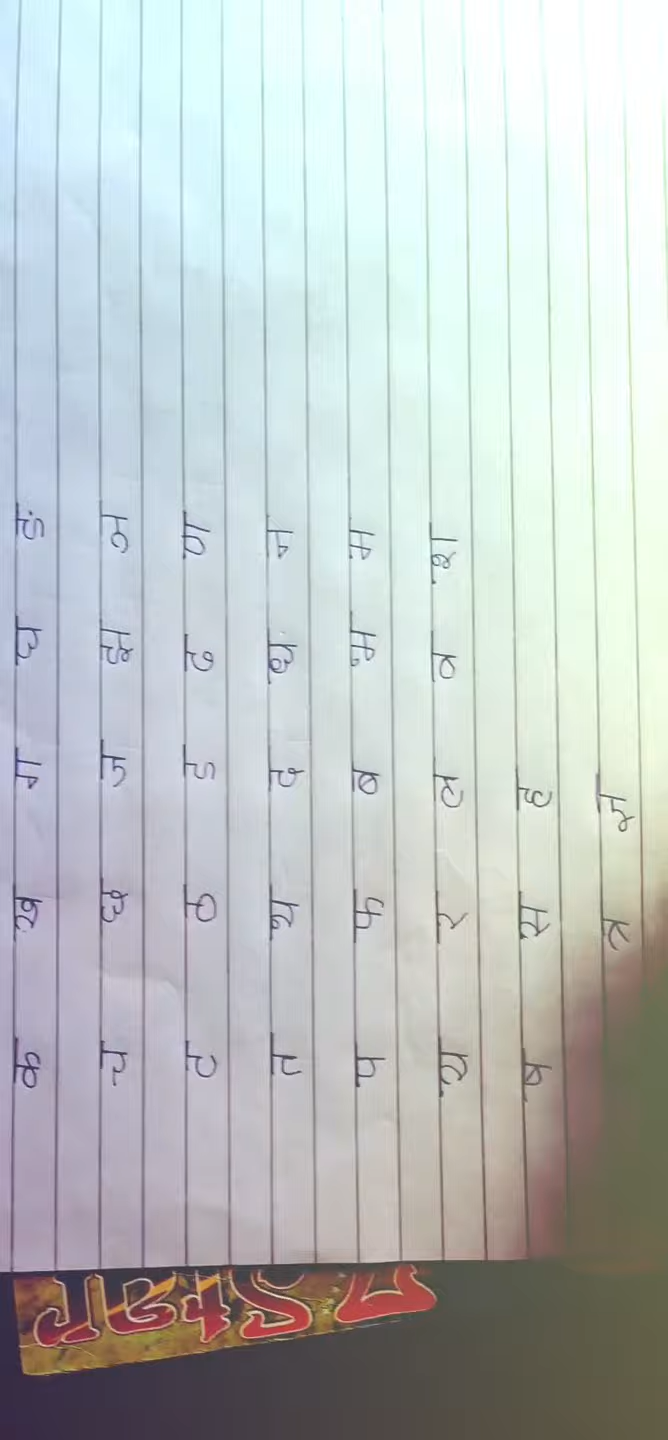 क ख ग घ ङ
च छ ज झ ञ
ट ठ ड ढ ण
त थ द ध न
प फ ब भ म
य र ल व श
ष स ह
त्र ज्ञ